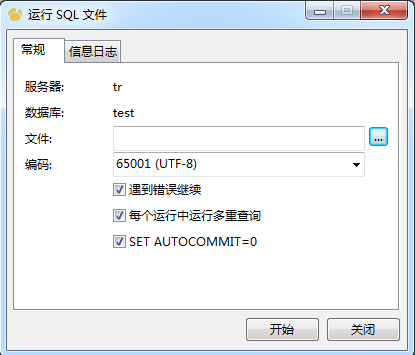 运行 SQL 文件
常规 信息日志
服务器: tr
数据库: test
文件: ...
编码: 65001 (UTF-8)
遇到错误继续
每个运行中运行多重查询
SET AUTOCOMMIT=0
开始 关闭